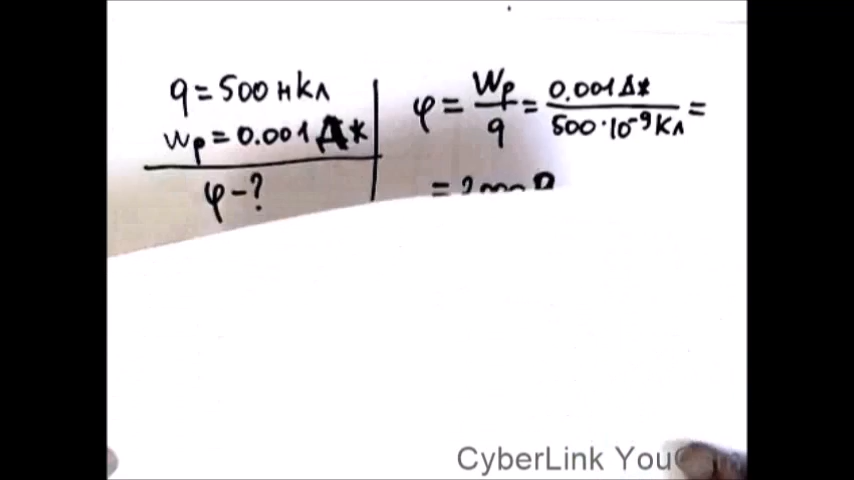 q = 500 нКл
Wp = 0.001 Дж
φ - ?
φ = Wp / q = 0.001 Дж / 500 · 10⁻⁹ Кл =
=
CyberLink